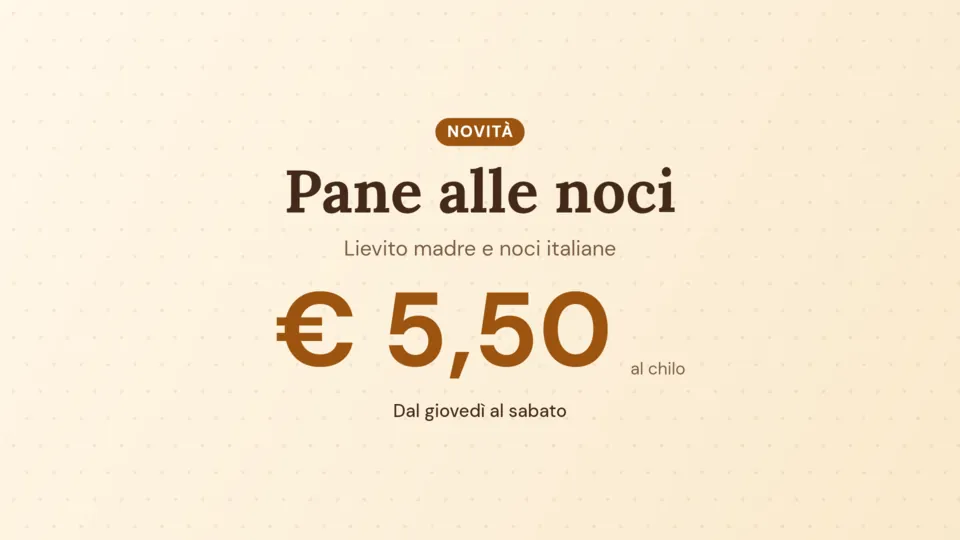 NOVITÀ
Pane alle noci
Lievito madre e noci italiane
€ 5,50 al chilo
Dal giovedì al sabato